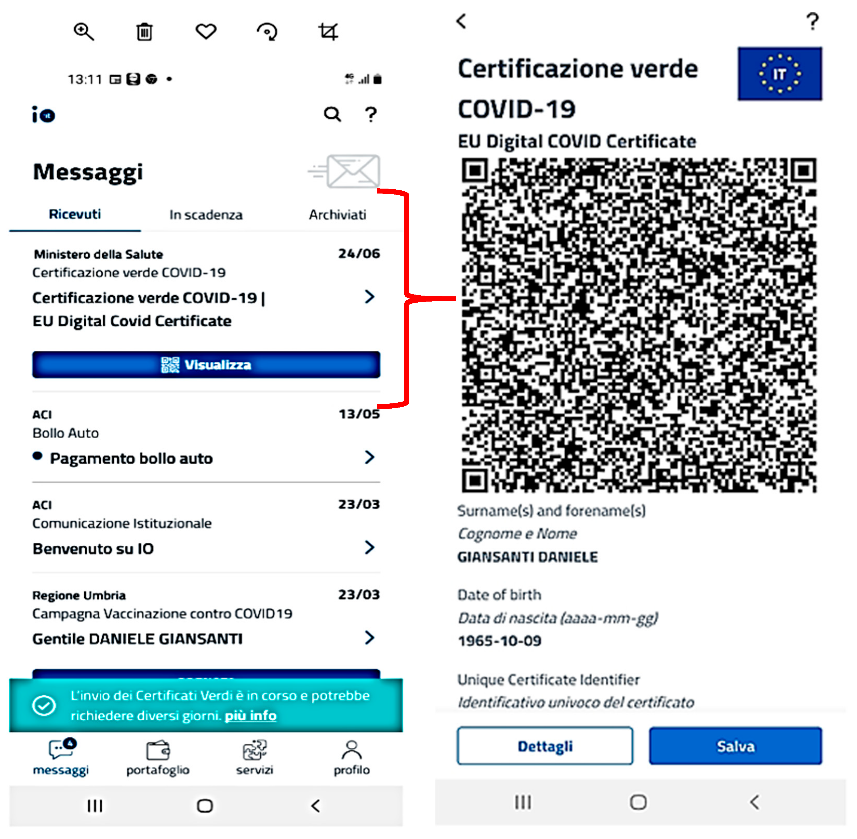 13:11
4G
io
it
?
Messaggi
Ricevuti
In scadenza
Archiviati
Ministero della Salute
24/06
Certificazione verde COVID-19
Certificazione verde COVID-19 |
EU Digital Covid Certificate
Visualizza
ACI
13/05
Bollo Auto
Pagamento bollo auto
ACI
23/03
Comunicazione Istituzionale
Benvenuto su IO
Regione Umbria
23/03
Campagna Vaccinazione contro COVID19
Gentile DANIELE GIANSANTI
L'invio dei Certificati Verdi è in corso e potrebbe
richiedere diversi giorni. più info
4
messaggi
portafoglio
servizi
profilo
?
Certificazione verde
COVID-19
IT
EU Digital COVID Certificate
Surname(s) and forename(s)
Cognome e Nome
GIANSANTI DANIELE
Date of birth
Data di nascita (aaaa-mm-gg)
1965-10-09
Unique Certificate Identifier
Identificativo univoco del certificato
Dettagli
Salva